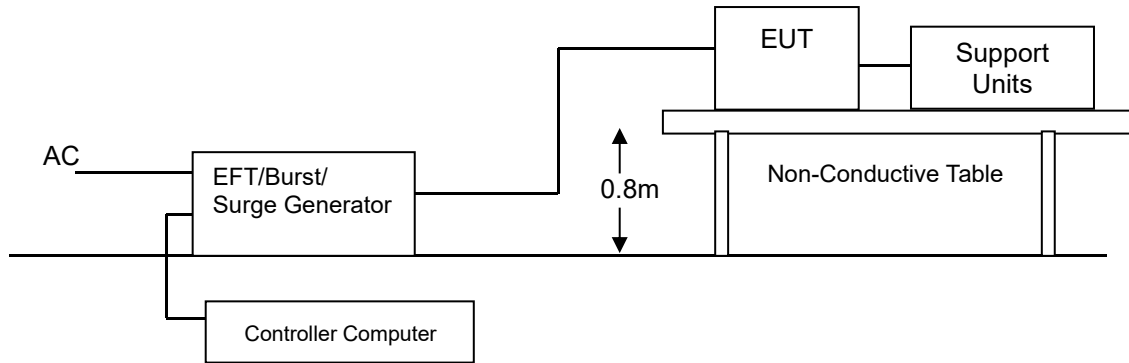 EUT
Support
Units
AC
EFT/Burst/
Surge Generator
0.8m
Non-Conductive Table
Controller Computer